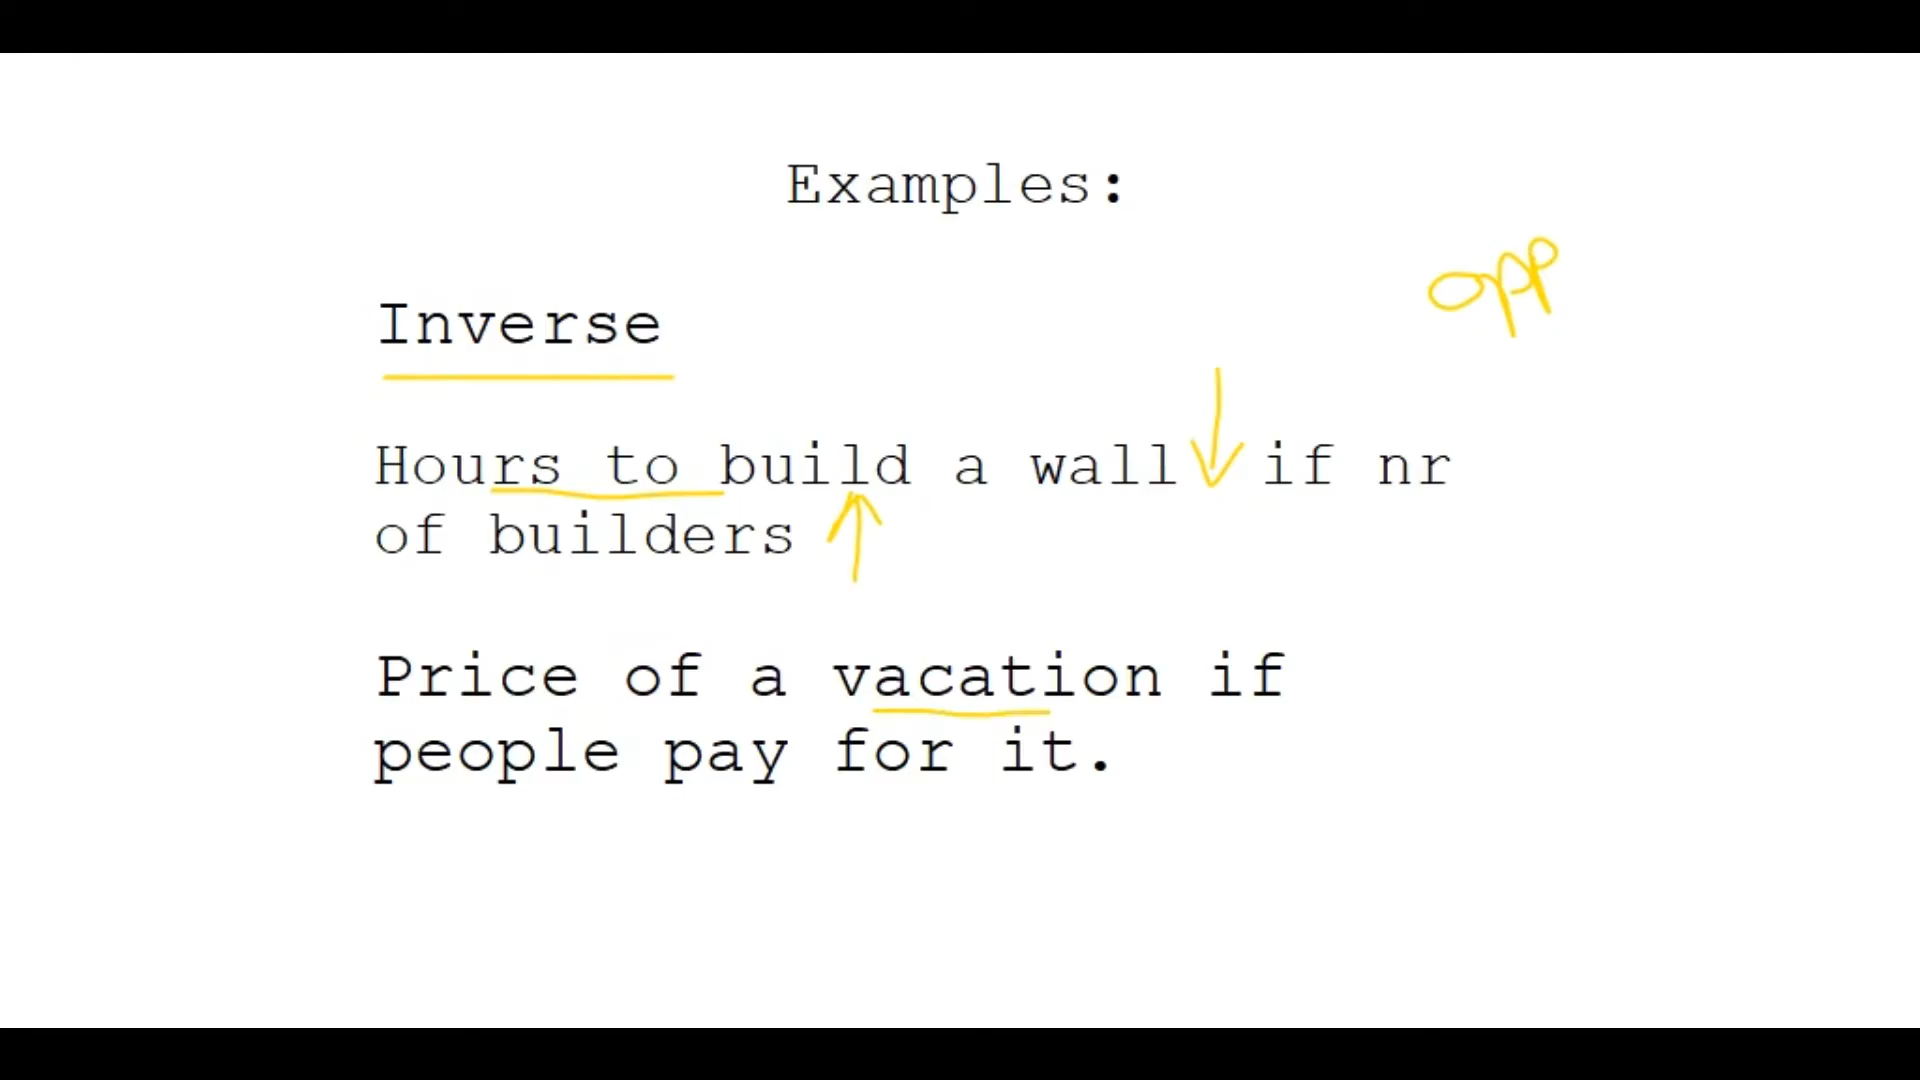 Examples:
opp
Inverse
Hours to build a wall ↓ if nr
of builders ↑
Price of a vacation if
people pay for it.